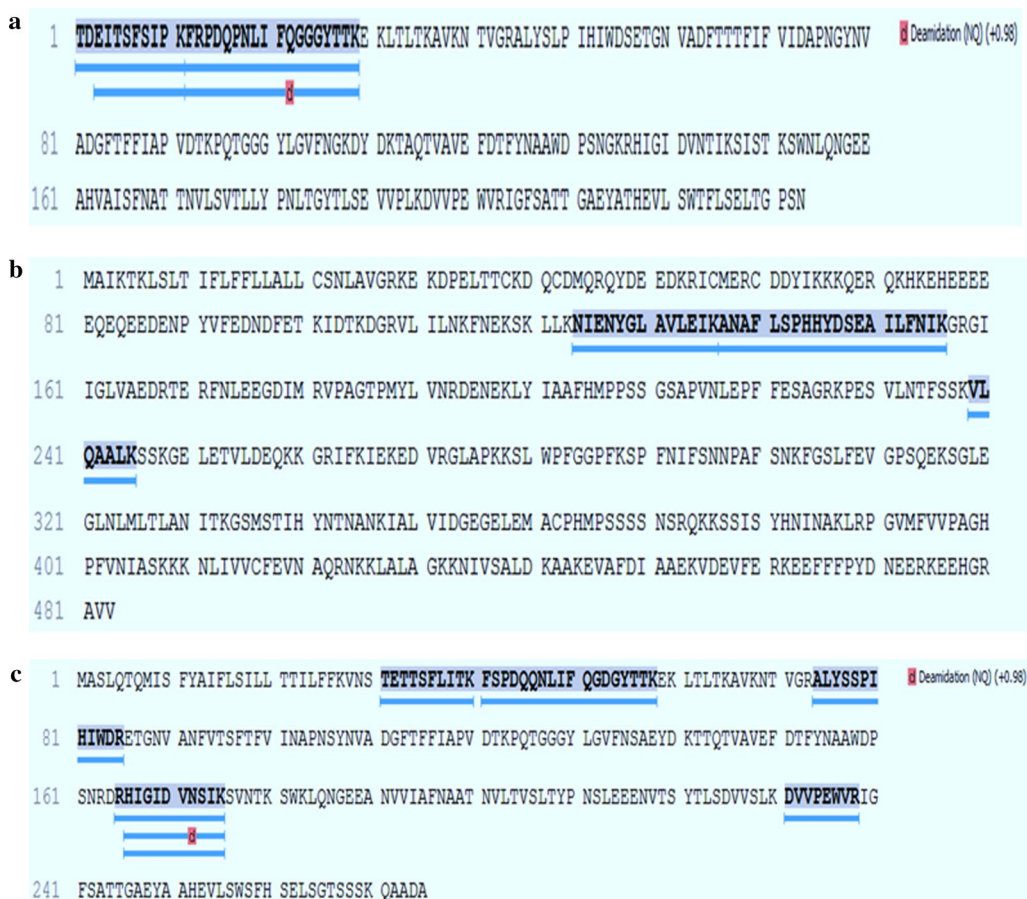 a
1 TDEITSFSIP KFRPDQPNLI FQGGGYTTKE KLTLTKAVKN TVGRALYSLP IHIWDSETGN VADFTTTFIF VIDAPNGYNV
d Deamidation (NQ) (+0.98)
d
81 ADGFTFFIAP VDTKPQTGGG YLGVFNGKDY DKTAQTVAVE FDTFYNAAWD PSNGKRHIGI DVNTIKSIST KSWNLQNGEE
161 AHVAISFNAT TNVLSVTLLY PNLTGYTLSE VVPLKDVVPE WVRIGFSATT GAEYATHEVL SWTFLSELTG PSN
b
1 MAIKTKLSLT IFLFFLLALL CSNLAVGRKE KDPELTTCKD QCDMQRQYDE EDKRICMERC DDYIKKKQER QKHKEHEEEE
81 EQEQEEDENP YVFEDNDFET KIDTKDGRVL ILNKFNEKSK LLKNIENYGL AVLEIKANAF LSPHHYDSEA ILFNIKGRGI
161 IGLVAEDRTE RFNLEEGDIM RVPAGTPMYL VNRDENEKLY IAAFHMPPSS GSAPVNLEPF FESAGRKPES VLNTFSSKVL
241 QAALKSSKGE LETVLDEQKK GRIFKIEKED VRGLAPKKSL WPFGGPFKSP FNIFSNNPAF SNKFGSLFEV GPSQEKSGLE
321 GLNLMLTLAN ITKGSMSTIH YNTNANKIAL VIDGEGELEM ACPHMPSSSS NSRQKKSSIS YHNINAKLRP GVMFVVPAGH
401 PFVNIASKKK NLIVVCFEVN AQRNKKLALA GKKNIVSALD KAAKEVAFDI AAEKVDEVFE RKEEFFFPYD NEERKEEHGR
481 AVV
c
1 MASLQTQMIS FYAIFLSILL TTILFFKVNS TETTSFLITK FSPDQQNLIF QGDGYTTKEK LTLTKAVKNT VGRALYSSPI
d Deamidation (NQ) (+0.98)
81 HIWDRETGNV ANFVTSFTFV INAPNSYNVA DGFTFFIAPV DTKPQTGGGY LGVFNSAEYD KTTQTVAVEF DTFYNAAWDP
161 SNRDRHIGID VNSIKSVNTK SWKLQNGEEA NVVIAFNAAT NVLTVSLTYP NSLEEENVTS YTLSDVVSLK DVVPEWVRIG
d
241 FSATTGAEYA AHEVLSWSFH SELSGTSSSK QAADA